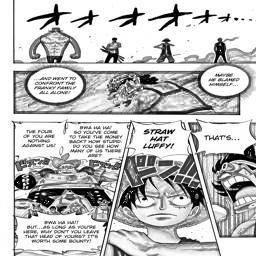 オオオオオ...
MAYBE
HE BLAMED
HIMSELF...
...AND WENT TO
CONFRONT THE
FRANKY FAMILY
ALL ALONE!
THAT'S...
STRAW
HAT
LUFFY!
BWA HA HA!
SO YOU'VE COME
TO TAKE THE MONEY
BACK HOW STUPID.
DO YOU SEE HOW
MANY OF US
THERE ARE?
THE FOUR
OF YOU ARE
NOTHING
AGAINST US!
BWA HA HA!!
BUT...AS LONG AS YOU'RE
HERE, WHY DON'T YOU LEAVE
THAT HEAD OF YOURS? IT'S
WORTH SOME BOUNTY!